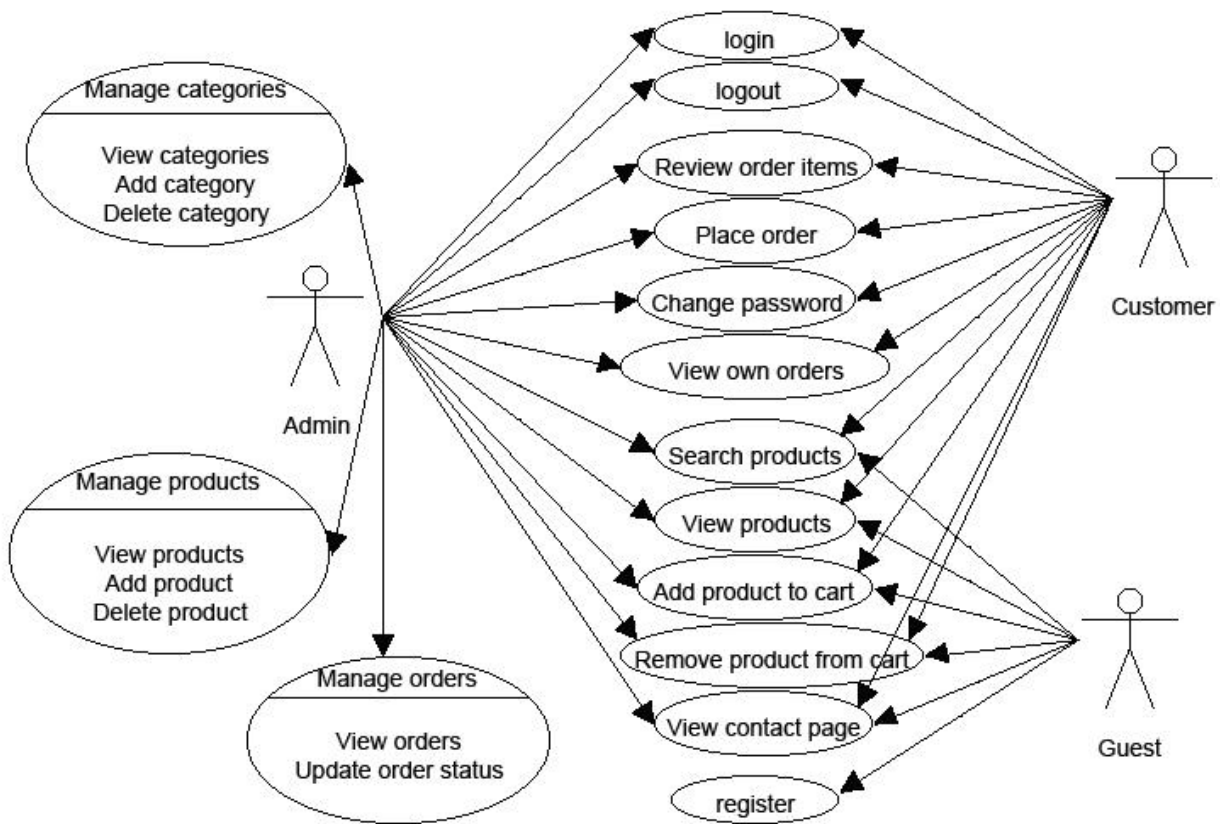 login
logout
Review order items
Place order
Change password
View own orders
Search products
View products
Add product to cart
Remove product from cart
View contact page
register
Manage categories
View categories
Add category
Delete category
Admin
Manage products
View products
Add product
Delete product
Manage orders
View orders
Update order status
Customer
Guest